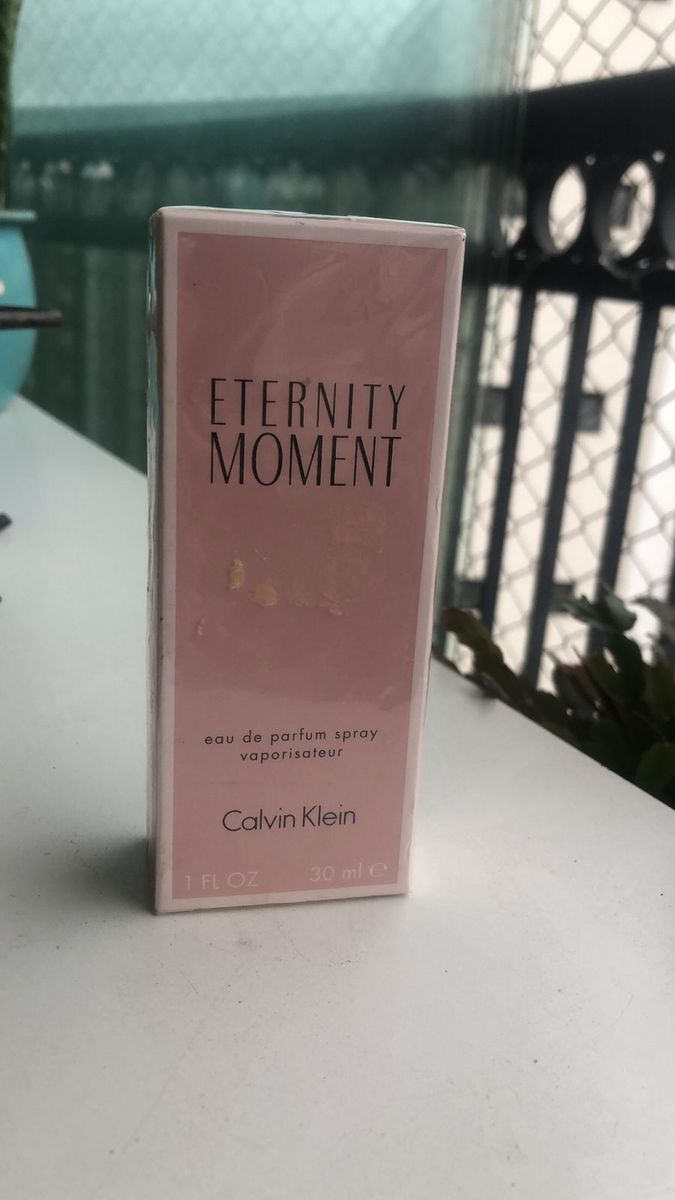 ETERNITY
MOMENT
eau de parfum spray
vaporisateur
Calvin Klein
1 FL OZ 30 ml ℮